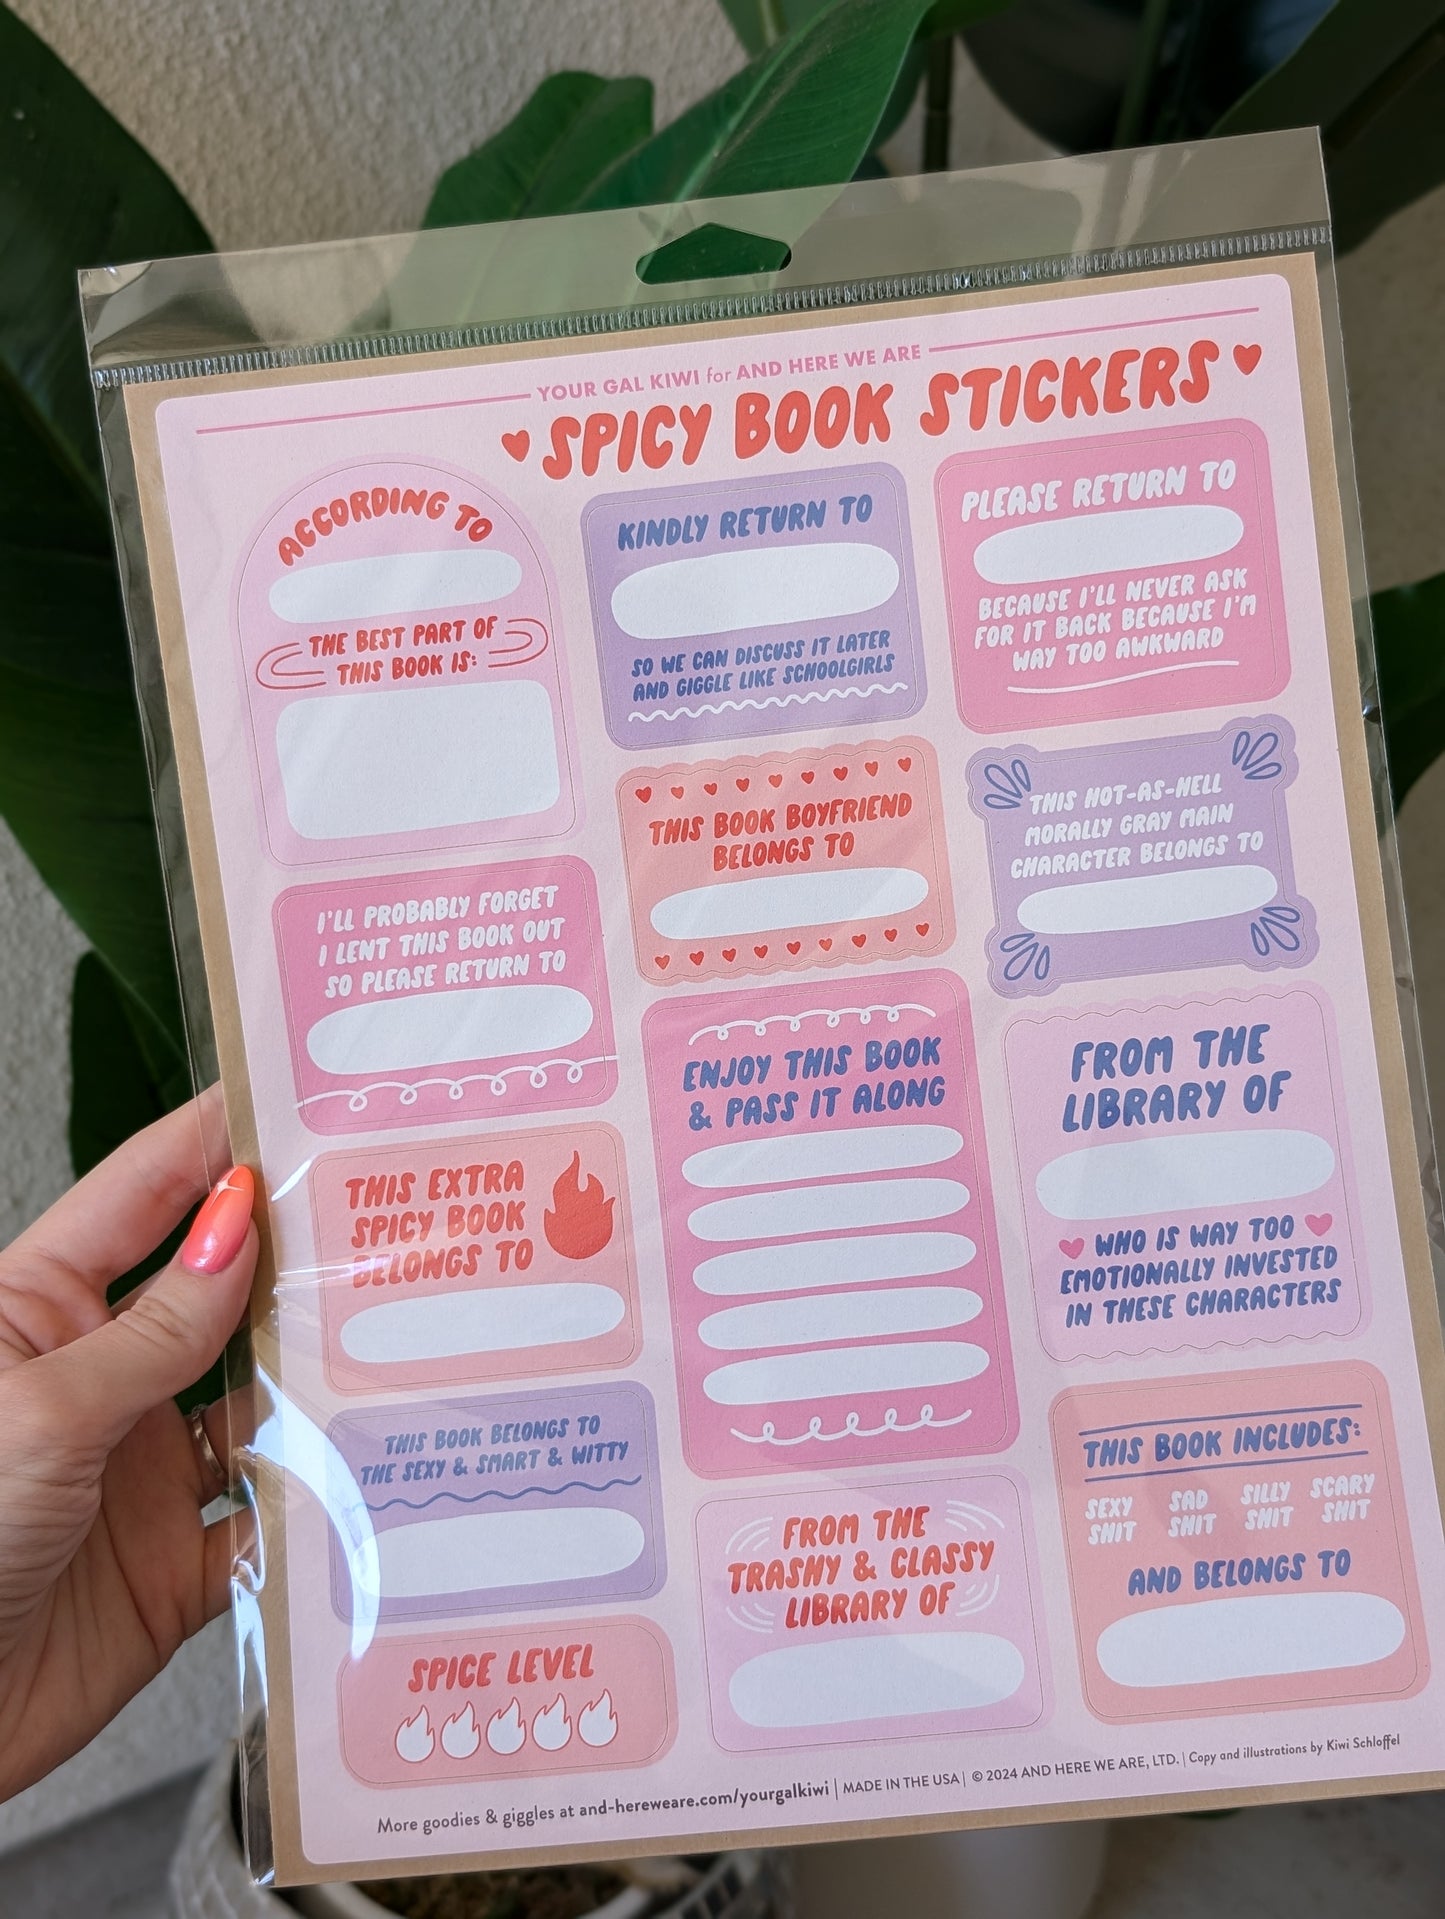 YOUR GAL KIWI for AND HERE WE ARE
SPICY BOOK STICKERS
ACCORDING TO
THE BEST PART OF
THIS BOOK IS:
KINDLY RETURN TO
SO WE CAN DISCUSS IT LATER
AND GIGGLE LIKE SCHOOLGIRLS
PLEASE RETURN TO
BECAUSE I'LL NEVER ASK
FOR IT BACK BECAUSE I'M
WAY TOO AWKWARD
THIS BOOK BOYFRIEND
BELONGS TO
THIS HOT-AS-HELL
MORALLY GRAY MAIN
CHARACTER BELONGS TO
I'LL PROBABLY FORGET
I LENT THIS BOOK OUT
SO PLEASE RETURN TO
ENJOY THIS BOOK
& PASS IT ALONG
FROM THE
LIBRARY OF
WHO IS WAY TOO
EMOTIONALLY INVESTED
IN THESE CHARACTERS
THIS EXTRA
SPICY BOOK
BELONGS TO
THIS BOOK BELONGS TO
THE SEXY & SMART & WITTY
FROM THE
TRASHY & CLASSY
LIBRARY OF
THIS BOOK INCLUDES:
SEXY SHIT
SAD SHIT
SILLY SHIT
SCARY SHIT
AND BELONGS TO
SPICE LEVEL
More goodies & giggles at and-hereweare.com/yourgalkiwi | MADE IN THE USA | © 2024 AND HERE WE ARE, LTD. | Copy and illustrations by Kiwi Schloffel